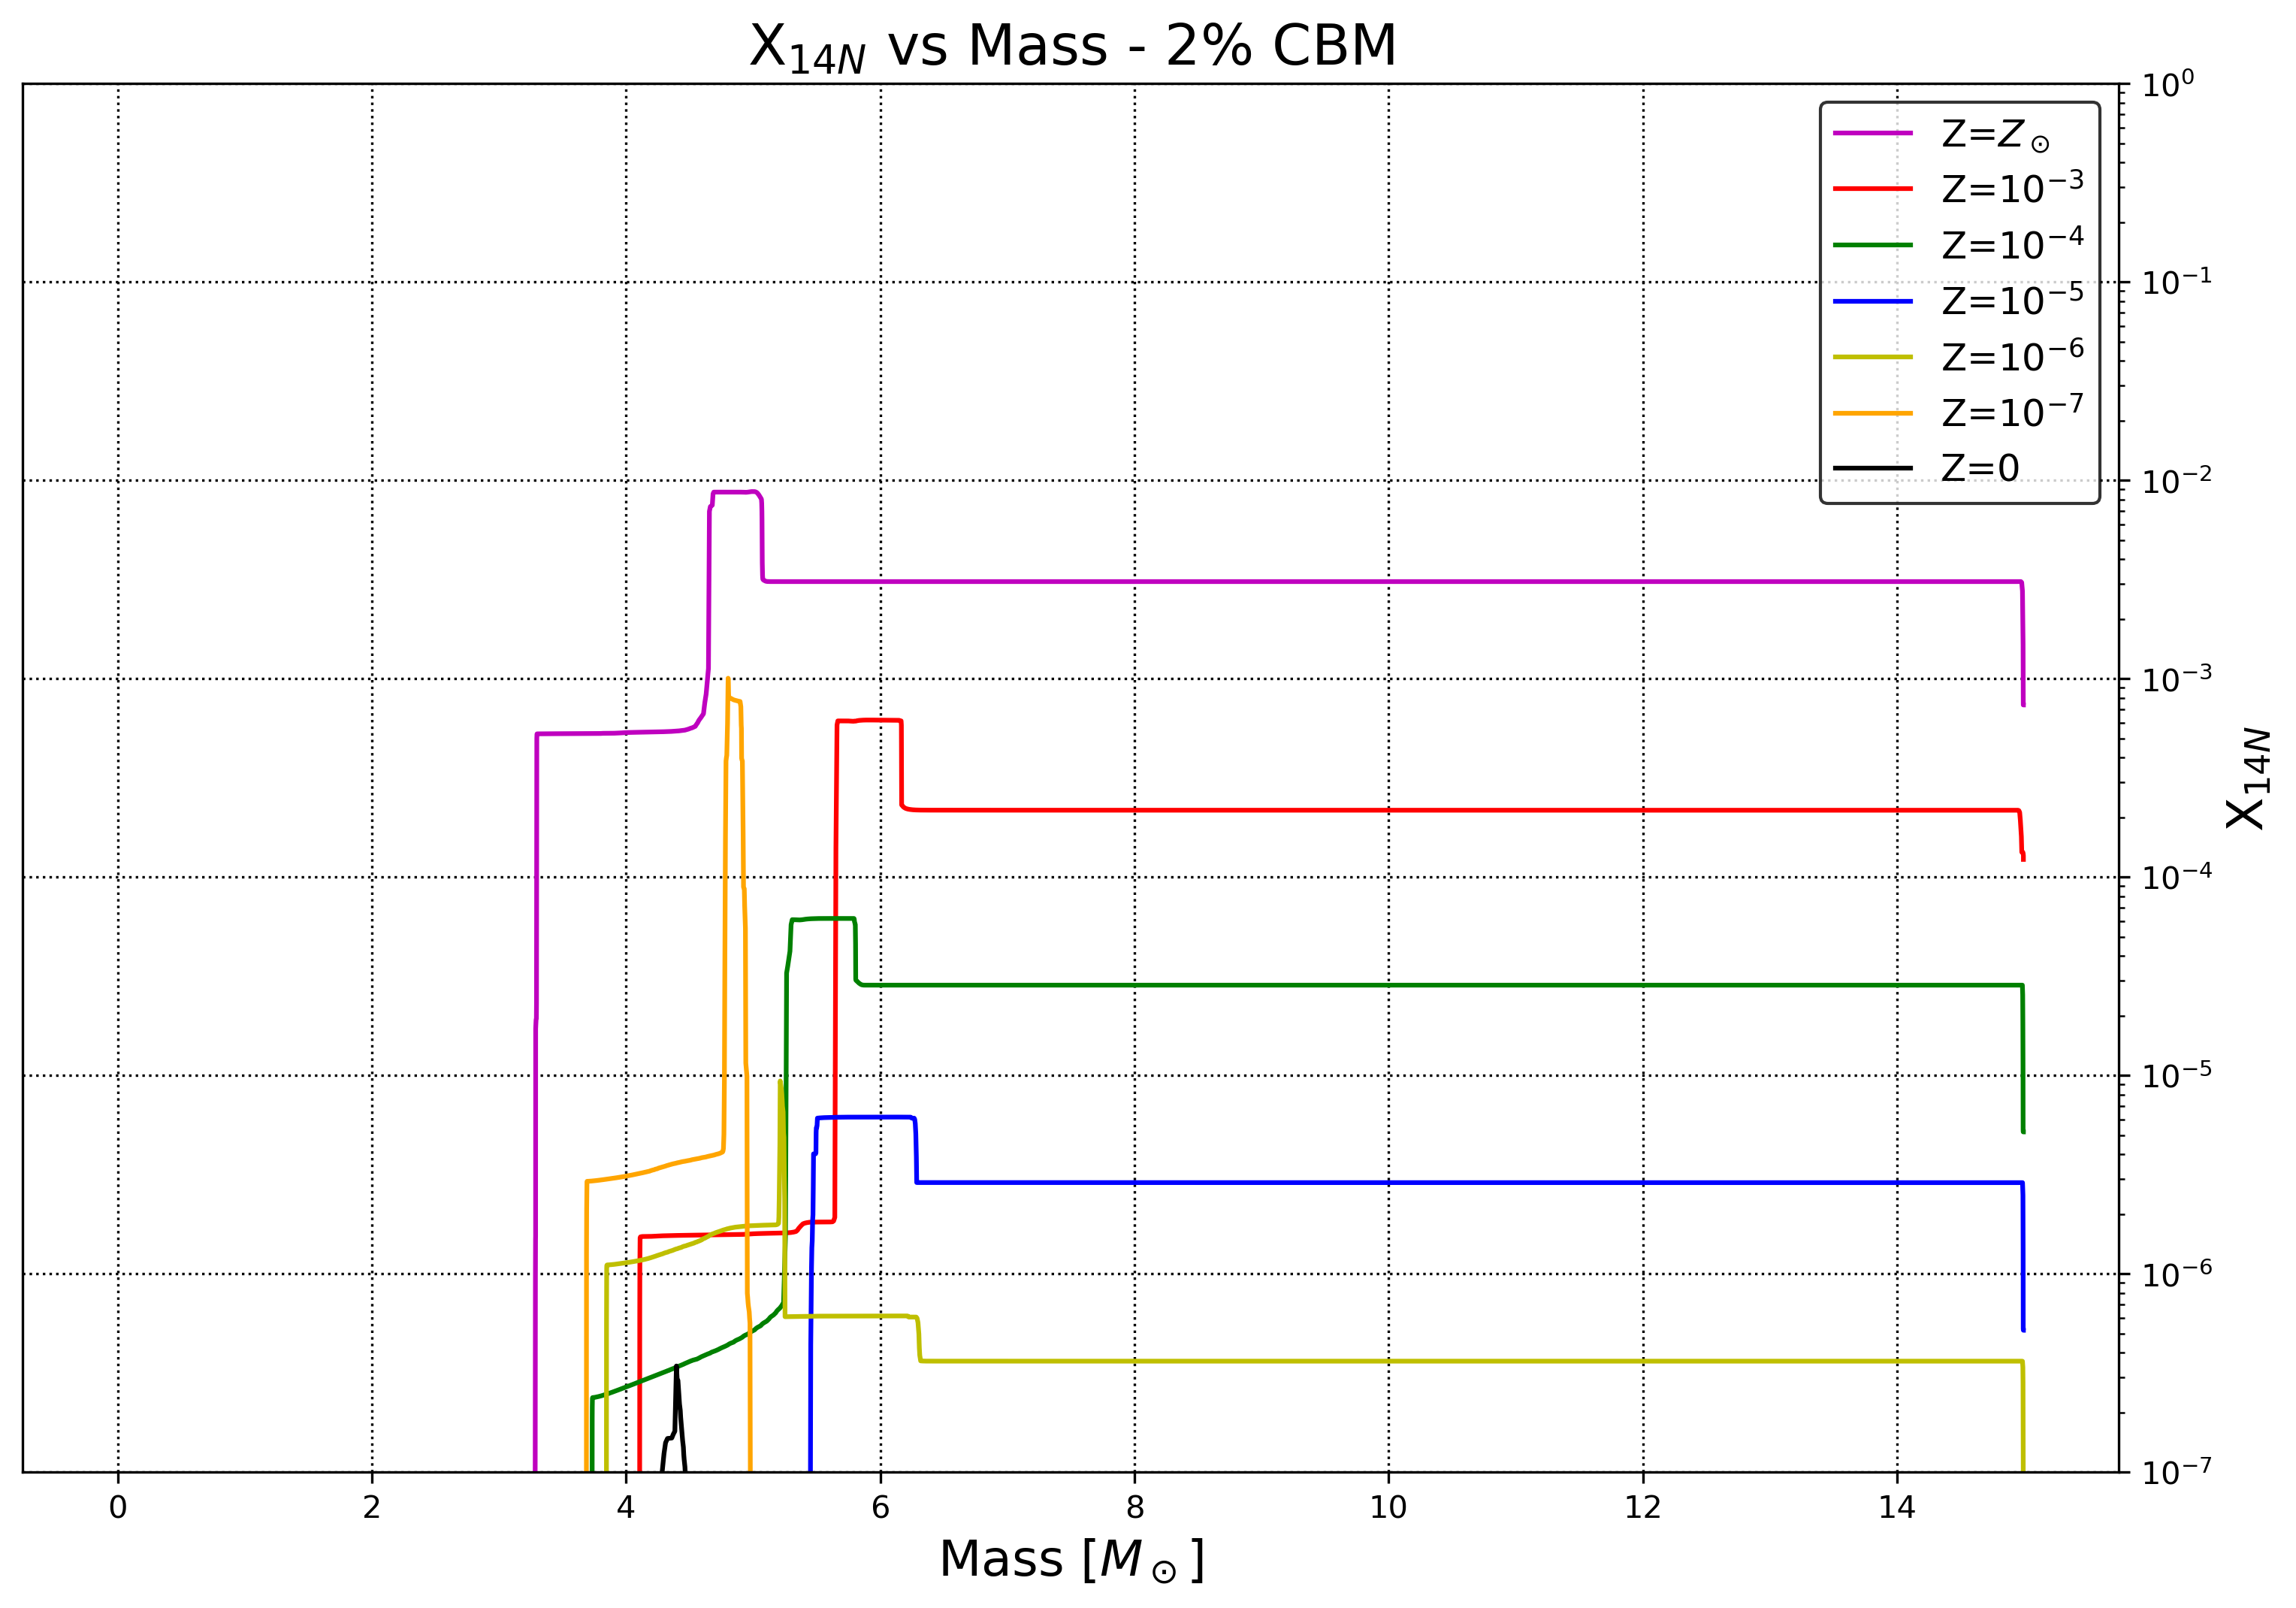 X₁₄N vs Mass - 2% CBM
Z=Z⊙
Z=10⁻³
Z=10⁻⁴
Z=10⁻⁵
Z=10⁻⁶
Z=10⁻⁷
Z=0
10⁰
10⁻¹
10⁻²
10⁻³
10⁻⁴
10⁻⁵
10⁻⁶
10⁻⁷
X₁₄N
0 2 4 6 8 10 12 14
Mass [M⊙]